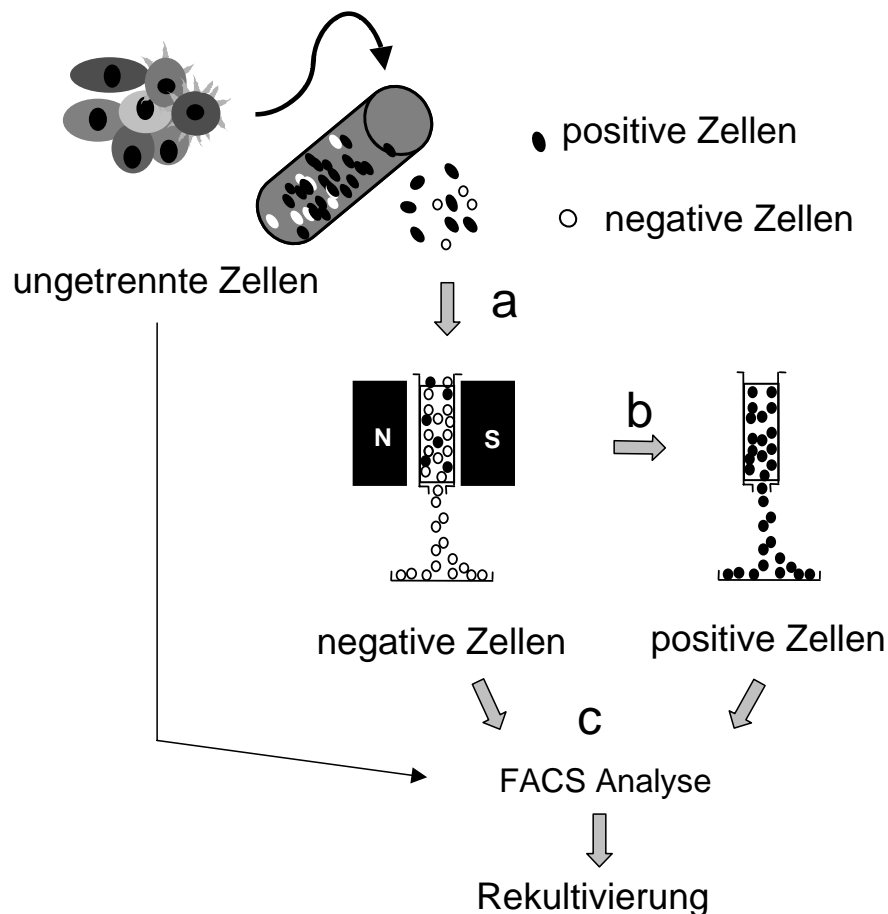 positive Zellen
negative Zellen
ungetrennte Zellen
a
N
S
b
negative Zellen
positive Zellen
c
FACS Analyse
Rekultivierung